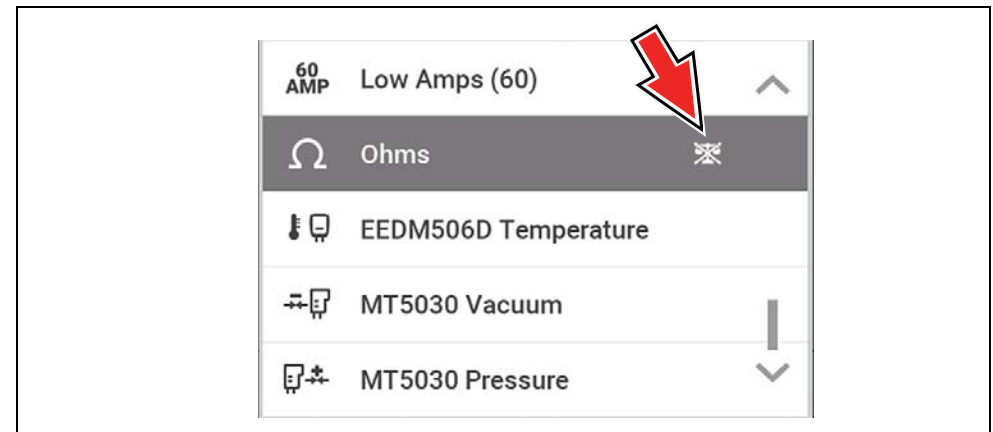 60
AMP
Low Amps (60)
Ω Ohms
EEDM506D Temperature
MT5030 Vacuum
MT5030 Pressure